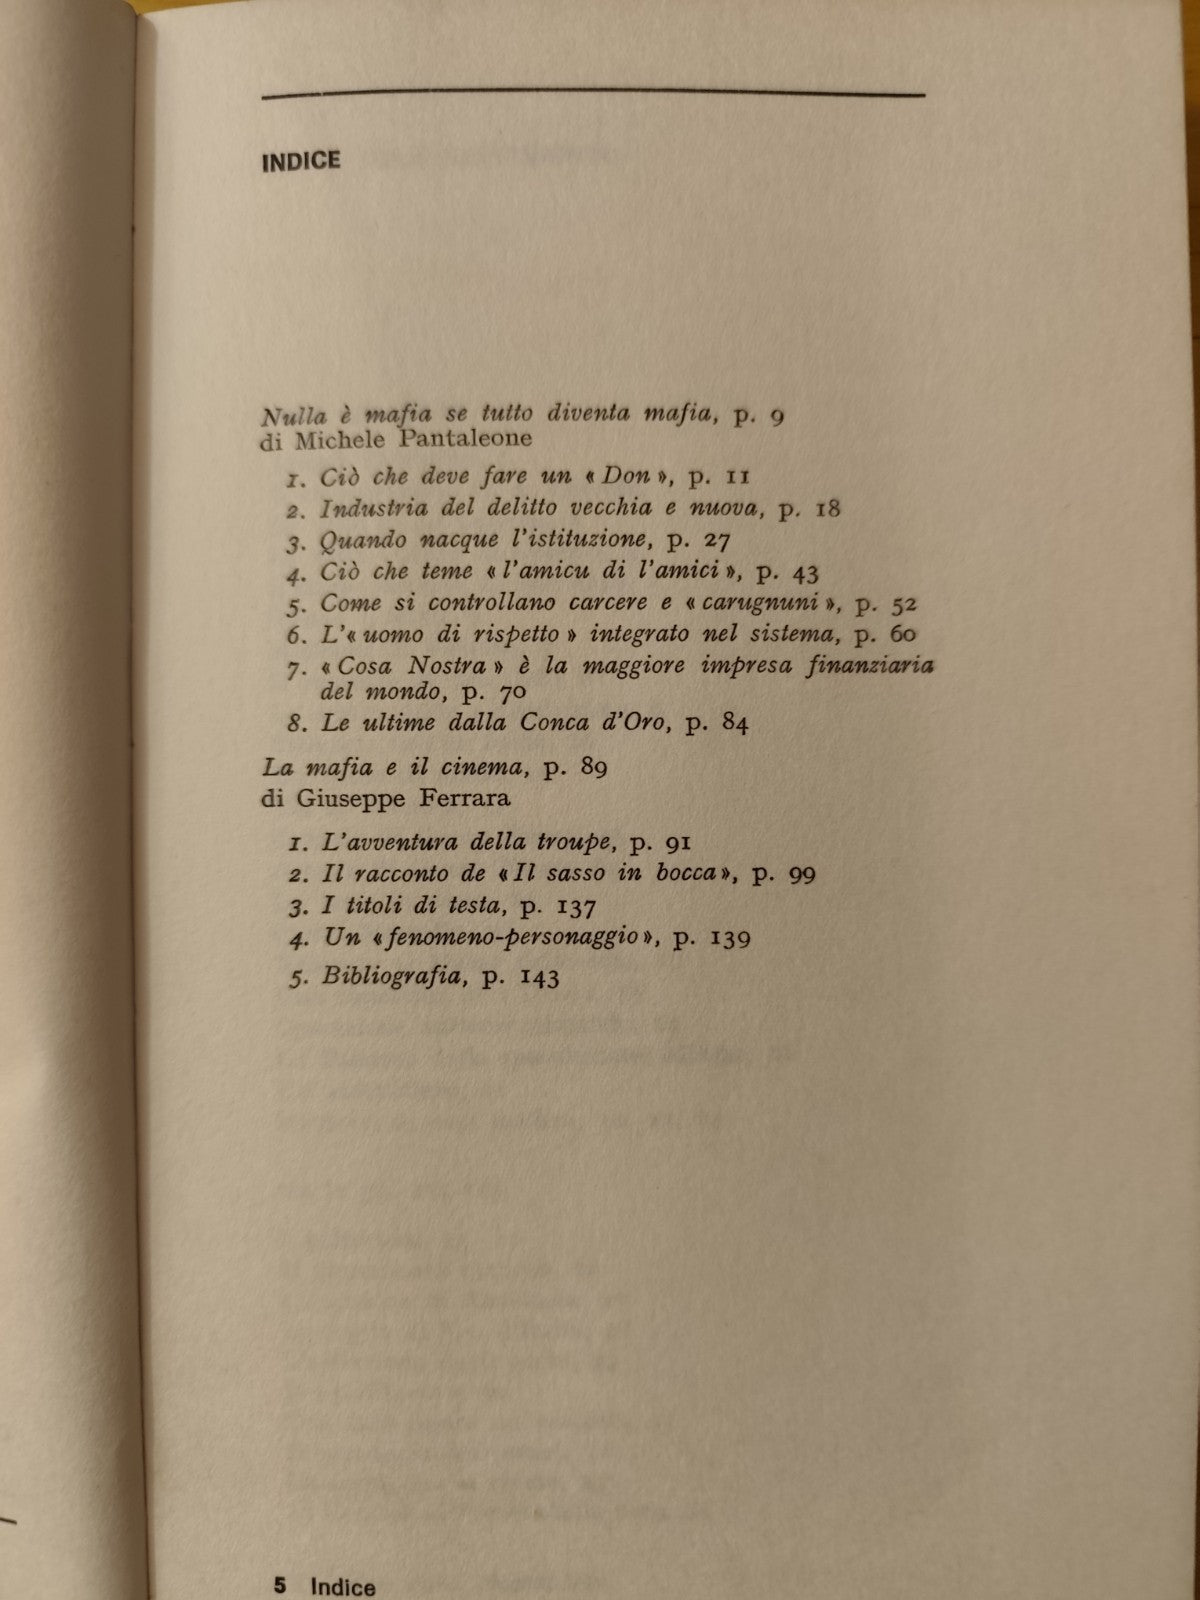 INDICE
Nulla è mafia se tutto diventa mafia, p. 9
di Michele Pantaleone
1. Ciò che deve fare un « Don », p. 11
2. Industria del delitto vecchia e nuova, p. 18
3. Quando nacque l'istituzione, p. 27
4. Ciò che teme « l'amicu di l'amici », p. 43
5. Come si controllano carcere e « carugnuni », p. 52
6. L'« uomo di rispetto » integrato nel sistema, p. 60
7. « Cosa Nostra » è la maggiore impresa finanziaria
del mondo, p. 70
8. Le ultime dalla Conca d'Oro, p. 84
La mafia e il cinema, p. 89
di Giuseppe Ferrara
1. L'avventura della troupe, p. 91
2. Il racconto de « Il sasso in bocca », p. 99
3. I titoli di testa, p. 137
4. Un « fenomeno-personaggio », p. 139
5. Bibliografia, p. 143
5 Indice